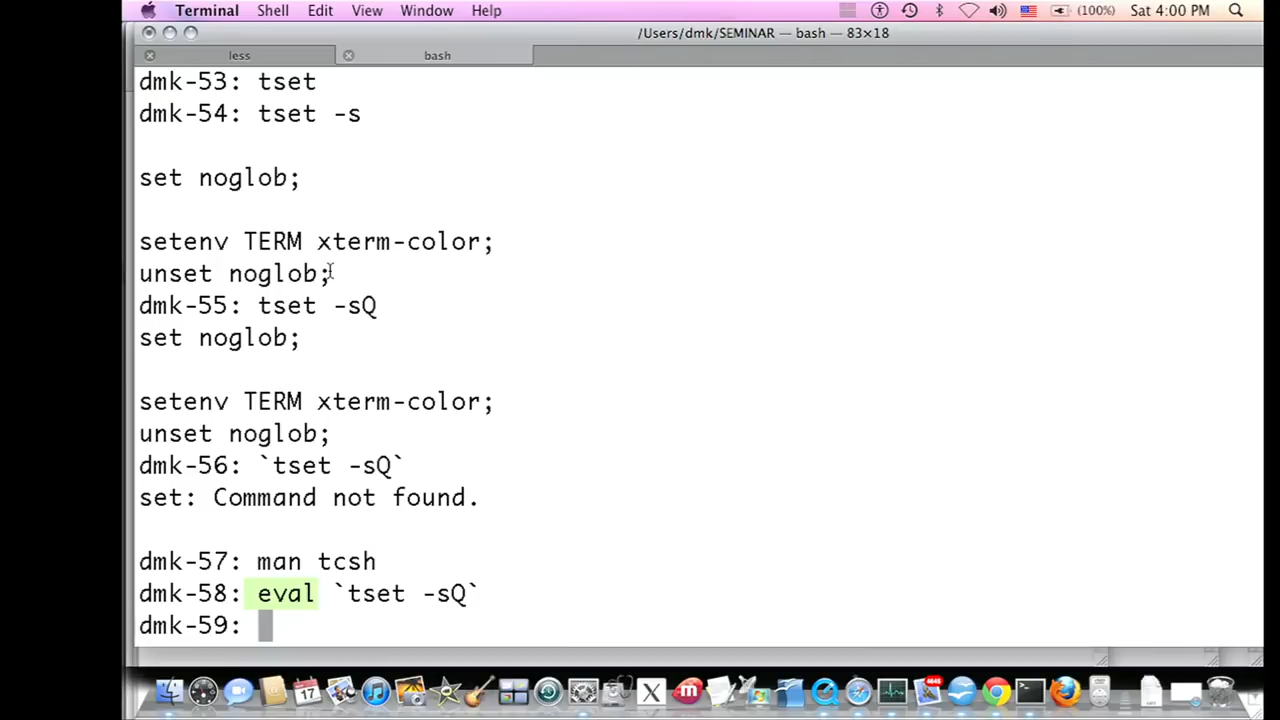 Terminal Shell Edit View Window Help (100%) Sat 4:00 PM
/Users/dmk/SEMINAR — bash — 83×18
less bash
dmk-53: tset
dmk-54: tset -s
set noglob;
setenv TERM xterm-color;
unset noglob;
dmk-55: tset -sQ
set noglob;
setenv TERM xterm-color;
unset noglob;
dmk-56: `tset -sQ`
set: Command not found.
dmk-57: man tcsh
dmk-58: eval `tset -sQ`
dmk-59:
17
X
m